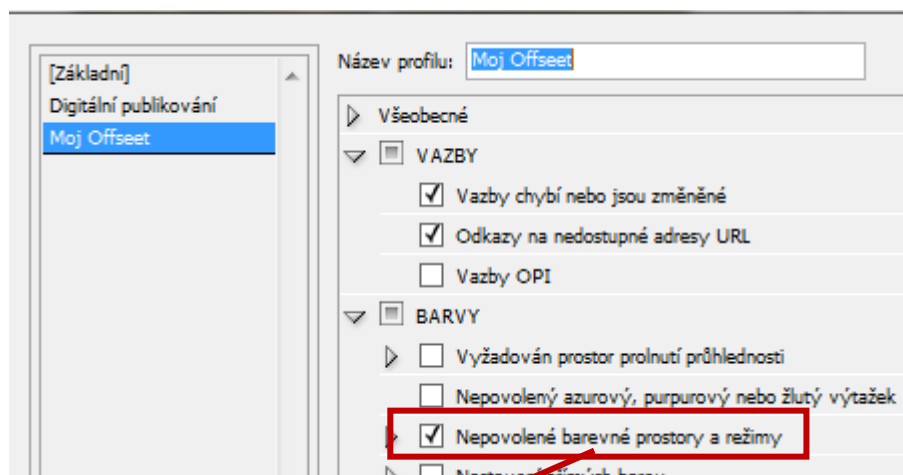 [Základní]
Digitální publikování
Moj Offseet
Název profilu: Moj Offseet
Všeobecné
VAZBY
Vazby chybí nebo jsou změněné
Odkazy na nedostupné adresy URL
Vazby OPI
BARVY
Vyžadován prostor prolnutí průhlednosti
Nepovolený azurový, purpurový nebo žlutý výtažek
Nepovolené barevné prostory a režimy